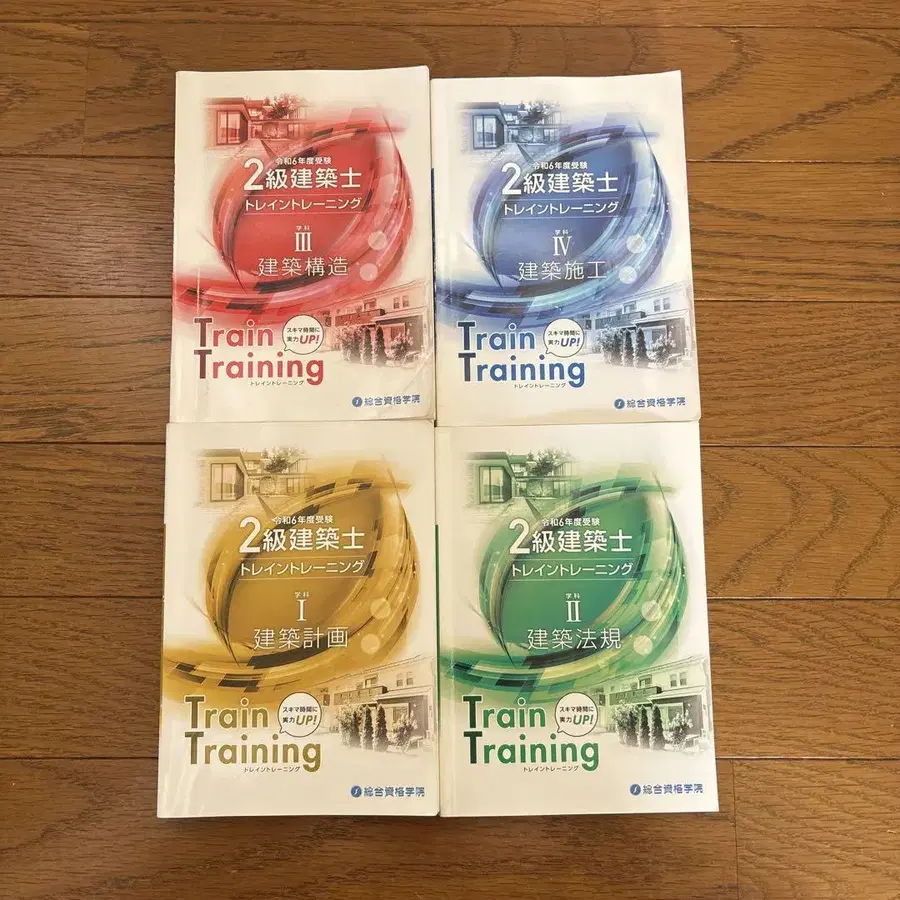 令和6年度受験
2級建築士
トレイントレーニング
学科
Ⅲ
建築構造
Train
Training
スキマ時間に
実力UP!
トレイントレーニング
総合資格学院
令和6年度受験
2級建築士
トレイントレーニング
学科
Ⅳ
建築施工
Train
Training
スキマ時間に
実力UP!
トレイントレーニング
総合資格学院
令和6年度受験
2級建築士
トレイントレーニング
学科
Ⅰ
建築計画
Train
Training
スキマ時間に
実力UP!
トレイントレーニング
総合資格学院
令和6年度受験
2級建築士
トレイントレーニング
学科
Ⅱ
建築法規
Train
Training
スキマ時間に
実力UP!
トレイントレーニング
総合資格学院